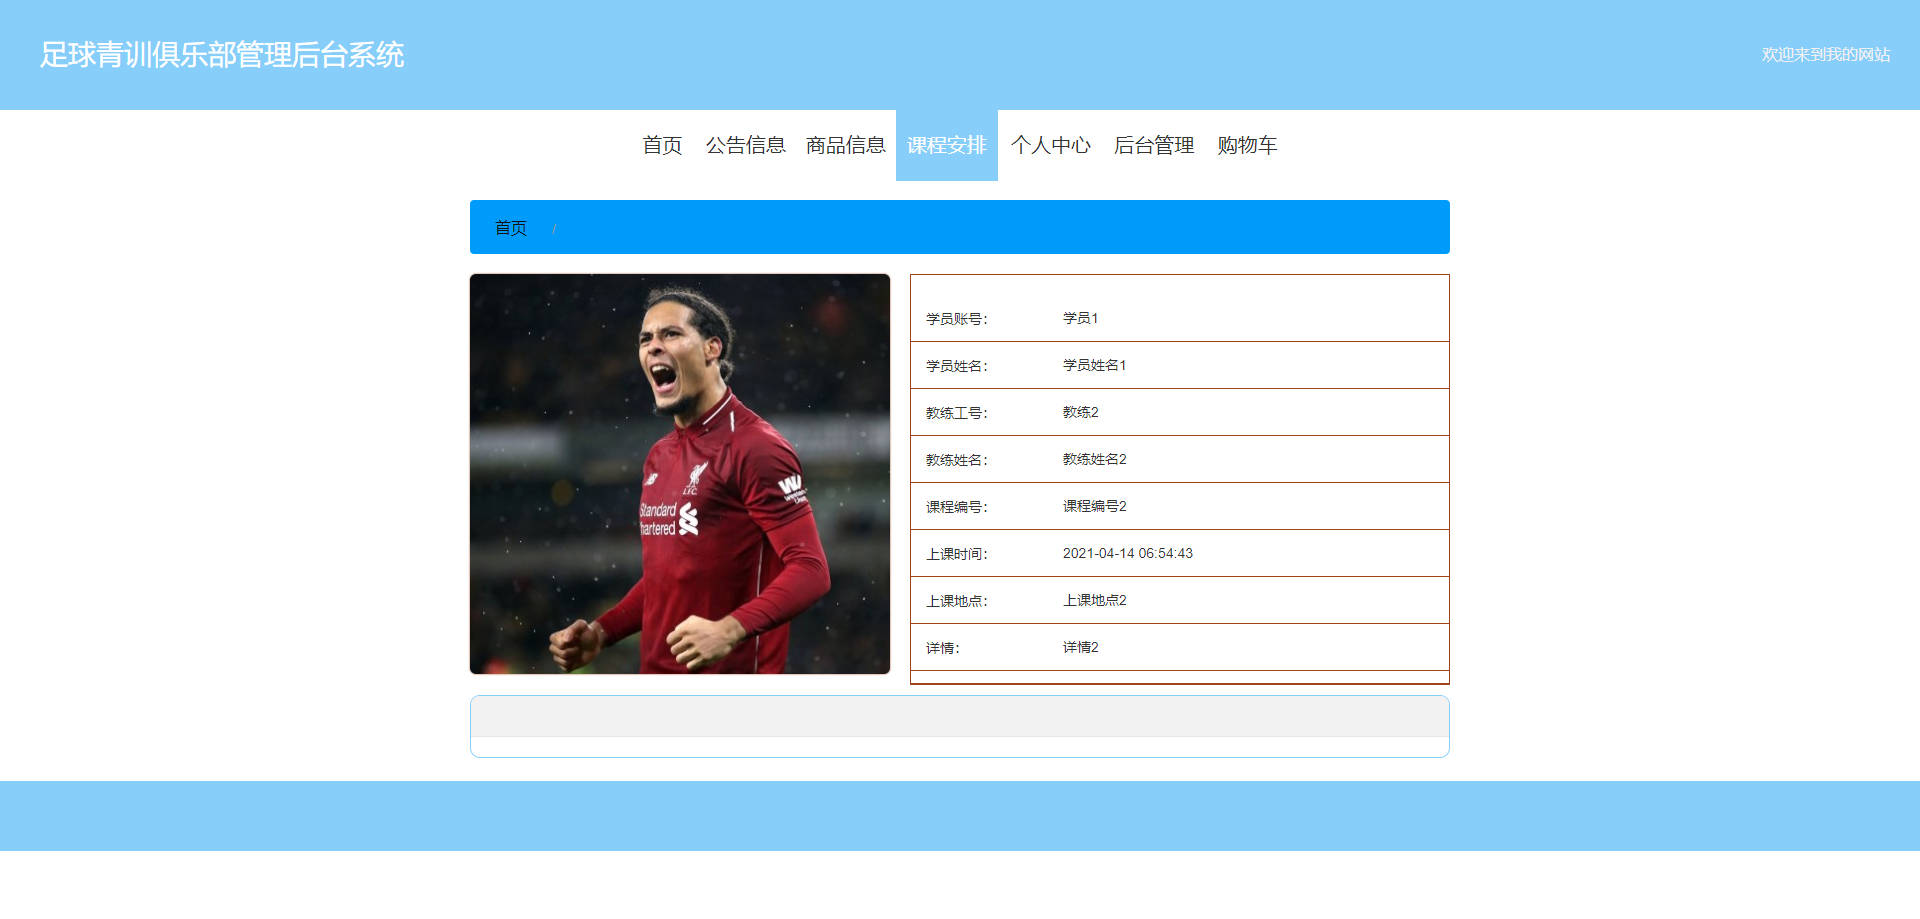 足球青训俱乐部管理后台系统
欢迎来到我的网站
首页 公告信息 商品信息 课程安排 个人中心 后台管理 购物车
首页 /
学员账号： 学员1
学员姓名： 学员姓名1
教练工号： 教练2
教练姓名： 教练姓名2
课程编号： 课程编号2
上课时间： 2021-04-14 06:54:43
上课地点： 上课地点2
详情： 详情2
LFC
Standard
Chartered